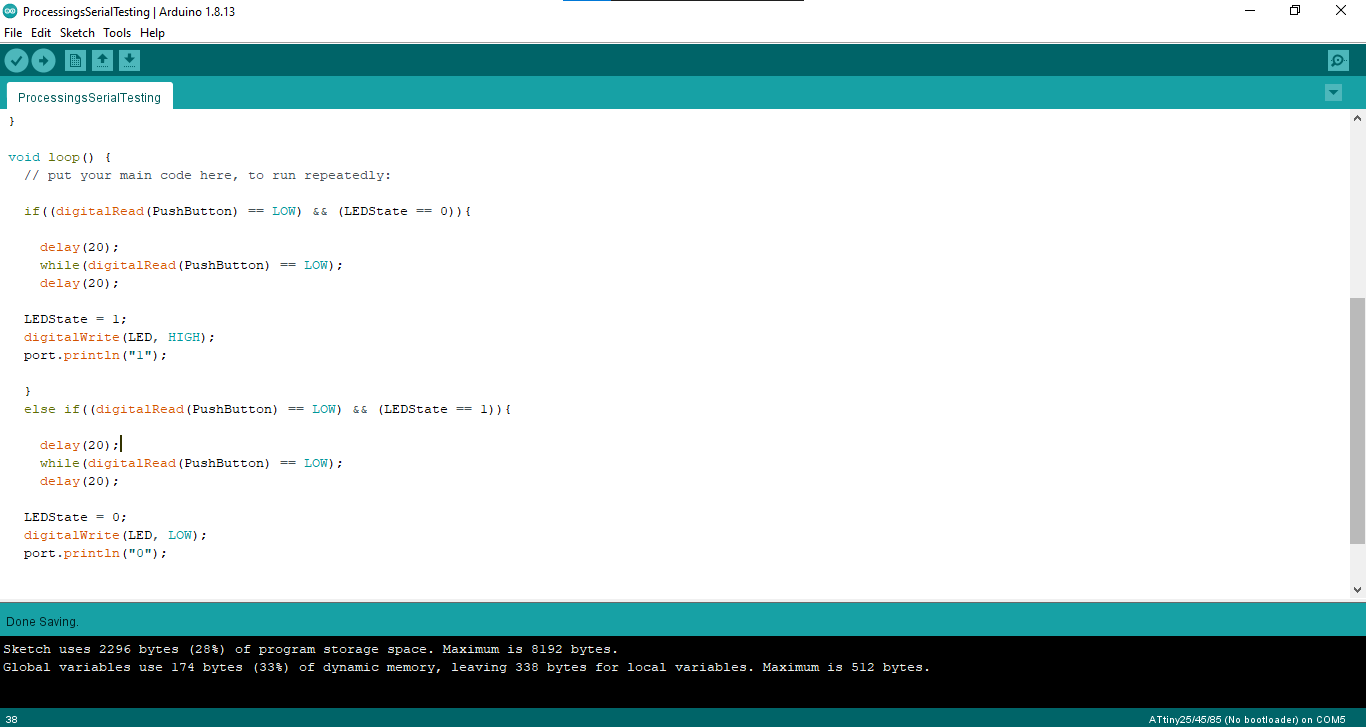 ProcessingsSerialTesting | Arduino 1.8.13
File Edit Sketch Tools Help
ProcessingsSerialTesting
}
void loop() {
// put your main code here, to run repeatedly:
if((digitalRead(PushButton) == LOW) && (LEDState == 0)){
delay(20);
while(digitalRead(PushButton) == LOW);
delay(20);
LEDState = 1;
digitalWrite(LED, HIGH);
port.println("1");
}
else if((digitalRead(PushButton) == LOW) && (LEDState == 1)){
delay(20);
while(digitalRead(PushButton) == LOW);
delay(20);
LEDState = 0;
digitalWrite(LED, LOW);
port.println("0");
Done Saving.
Sketch uses 2296 bytes (28%) of program storage space. Maximum is 8192 bytes.
Global variables use 174 bytes (33%) of dynamic memory, leaving 338 bytes for local variables. Maximum is 512 bytes.
38
ATtiny25/45/85 (No bootloader) on COM5